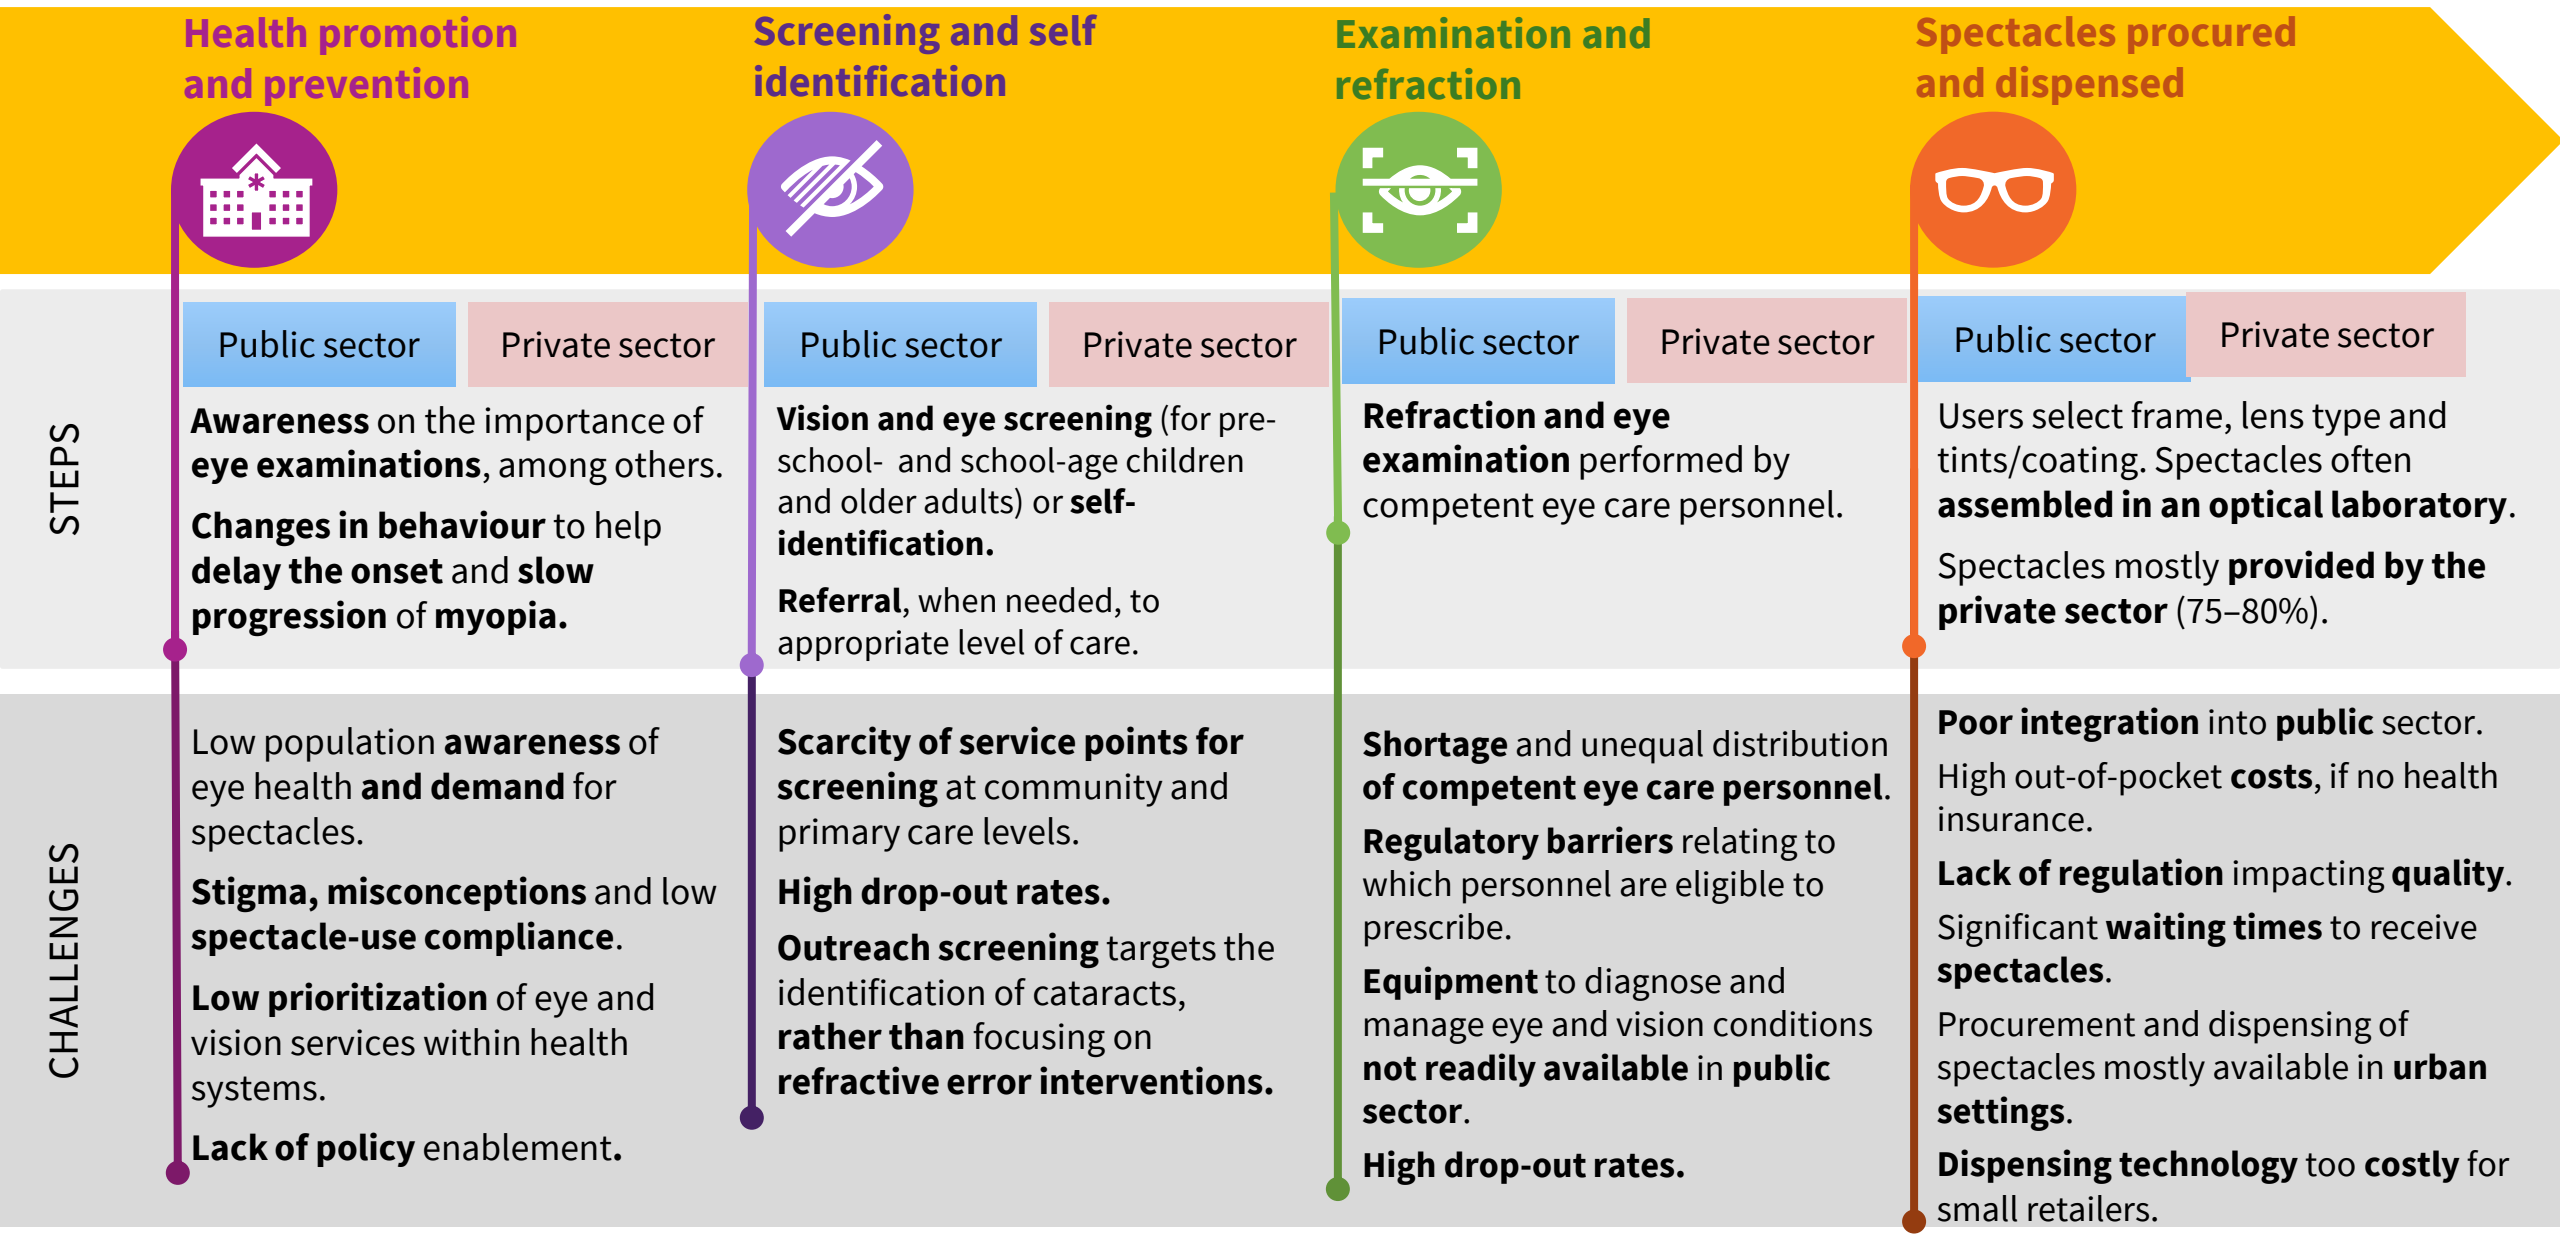 Health promotion
and prevention
Screening and self
identification
Examination and
refraction
Spectacles procured
and dispensed
STEPS
Public sector
Private sector
Awareness on the importance of
eye examinations, among others.
Changes in behaviour to help
delay the onset and slow
progression of myopia.
Public sector
Private sector
Vision and eye screening (for pre-
school-  and school-age children
and older adults) or self-
identification.
Referral, when needed, to
appropriate level of care.
Public sector
Private sector
Refraction and eye
examination performed by
competent eye care personnel.
Public sector
Private sector
Users select frame, lens type and
tints/coating. Spectacles often
assembled in an optical laboratory.
Spectacles mostly provided by the
private sector (75–80%).
CHALLENGES
Low population awareness of
eye health and demand for
spectacles.
Stigma, misconceptions and low
spectacle-use compliance.
Low prioritization of eye and
vision services within health
systems.
Lack of policy enablement.
Scarcity of service points for
screening at community and
primary care levels.
High drop-out rates.
Outreach screening targets the
identification of cataracts,
rather than focusing on
refractive error interventions.
Shortage and unequal distribution
of competent eye care personnel.
Regulatory barriers relating to
which personnel are eligible to
prescribe.
Equipment to diagnose and
manage eye and vision conditions
not readily available in public
sector.
High drop-out rates.
Poor integration into public sector.
High out-of-pocket costs, if no health
insurance.
Lack of regulation impacting quality.
Significant waiting times to receive
spectacles.
Procurement and dispensing of
spectacles mostly available in urban
settings.
Dispensing technology too costly for
small retailers.